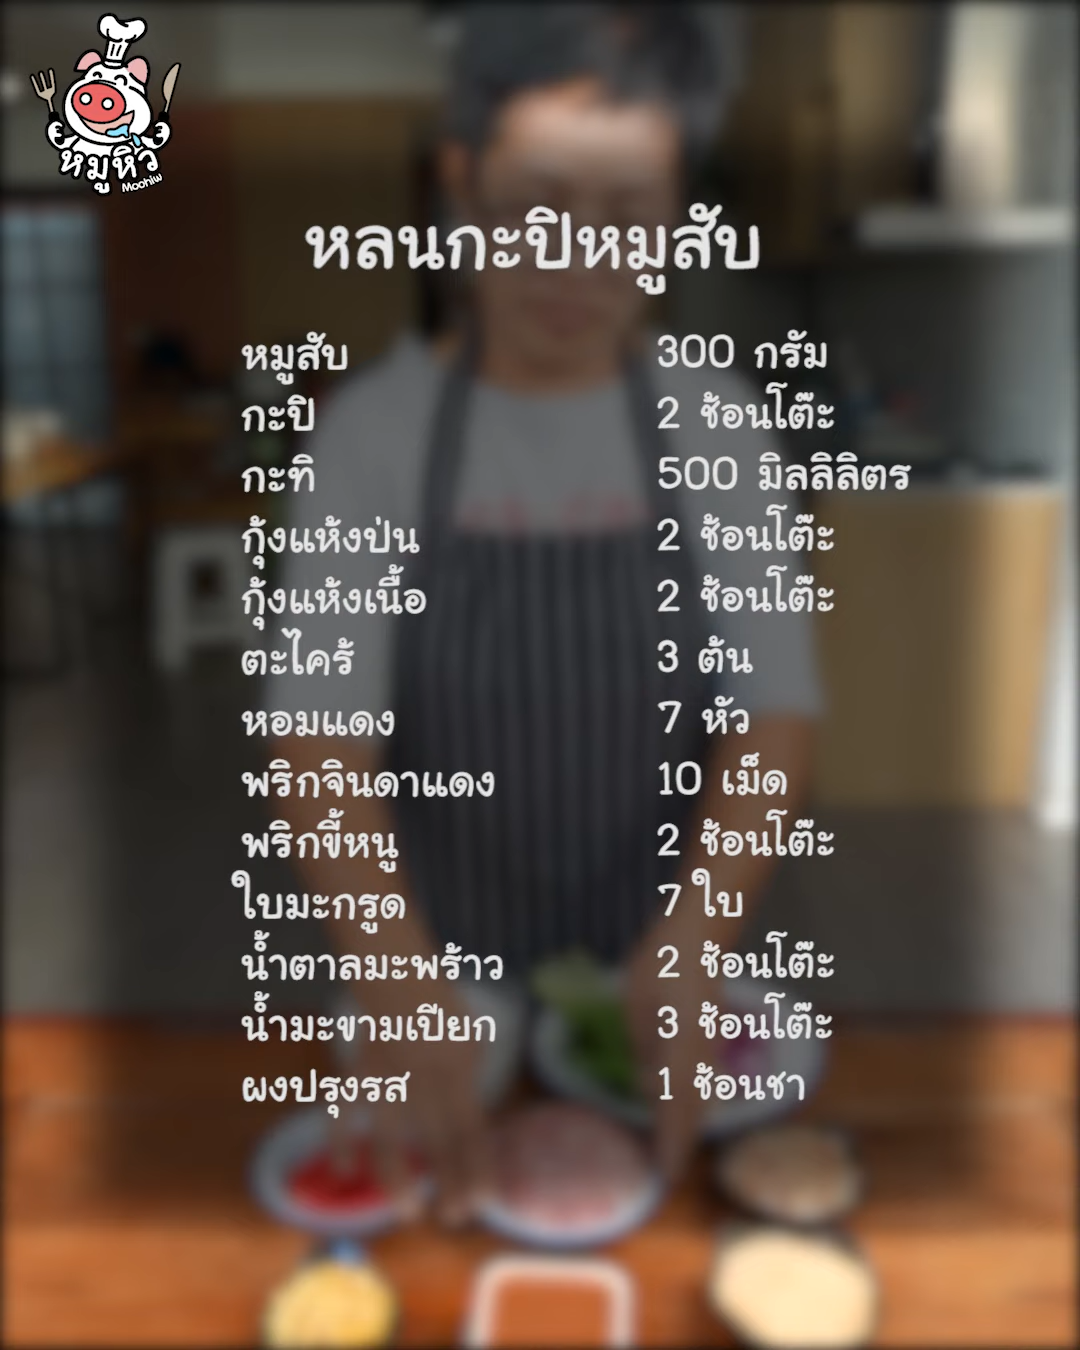 หมูหิว
Moohiw
หลนกะปิหมูสับ
หมูสับ 300 กรัม
กะปิ 2 ช้อนโต๊ะ
กะทิ 500 มิลลิลิตร
กุ้งแห้งป่น 2 ช้อนโต๊ะ
กุ้งแห้งเนื้อ 2 ช้อนโต๊ะ
ตะไคร้ 3 ต้น
หอมแดง 7 หัว
พริกจินดาแดง 10 เม็ด
พริกขี้หนู 2 ช้อนโต๊ะ
ใบมะกรูด 7 ใบ
น้ำตาลมะพร้าว 2 ช้อนโต๊ะ
น้ำมะขามเปียก 3 ช้อนโต๊ะ
ผงปรุงรส 1 ช้อนชา